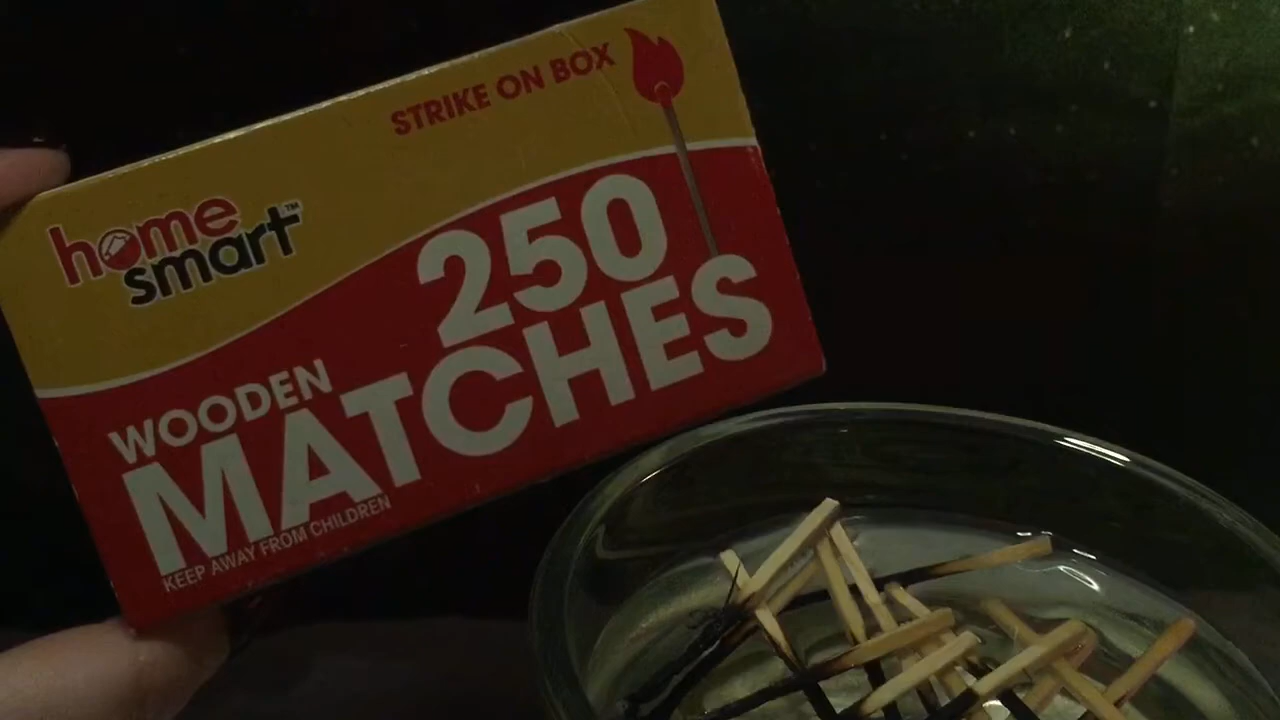 STRIKE ON BOX
home
smart™
250
WOODEN
MATCHES
KEEP AWAY FROM CHILDREN